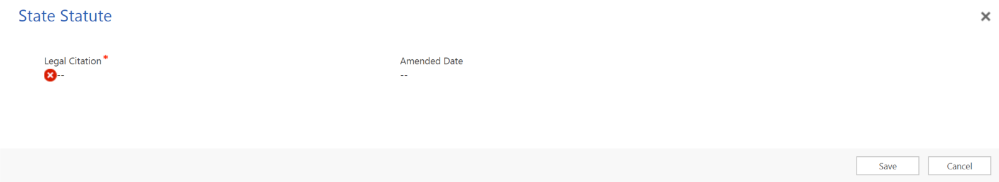 State Statute
Legal Citation * Amended Date
-- --
Save Cancel